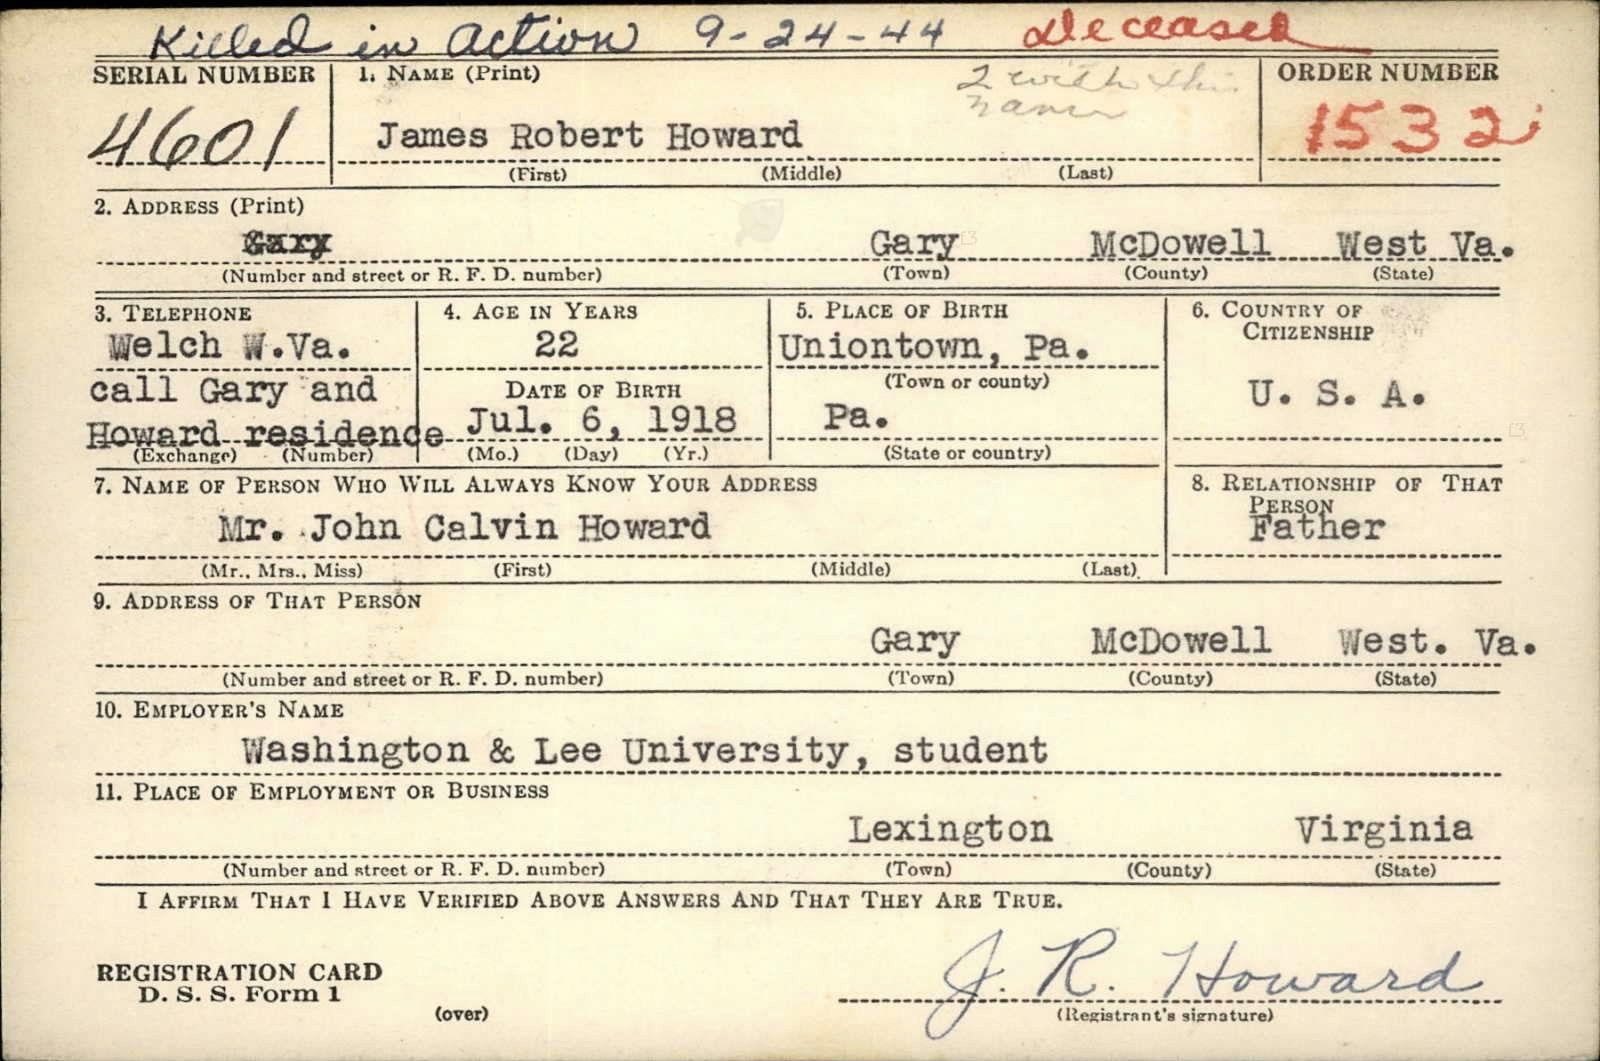 Killed in Action 9-24-44 Deceased
SERIAL NUMBER 1. NAME (Print) 2 with this ORDER NUMBER
name
4601 James Robert Howard 1532
(First) (Middle) (Last)
2. ADDRESS (Print)
Gary Gary McDowell West Va.
(Number and street or R. F. D. number) (Town) (County) (State)
3. TELEPHONE 4. AGE IN YEARS 5. PLACE OF BIRTH 6. COUNTRY OF
CITIZENSHIP
Welch W.Va. 22 Uniontown, Pa.
(Town or county)
call Gary and DATE OF BIRTH U. S. A.
Howard residence Jul. 6, 1918 Pa.
(Exchange) (Number) (Mo.) (Day) (Yr.) (State or country)
7. NAME OF PERSON WHO WILL ALWAYS KNOW YOUR ADDRESS 8. RELATIONSHIP OF THAT
PERSON
Mr. John Calvin Howard Father
(Mr., Mrs., Miss) (First) (Middle) (Last)
9. ADDRESS OF THAT PERSON
Gary McDowell West. Va.
(Number and street or R. F. D. number) (Town) (County) (State)
10. EMPLOYER'S NAME
Washington & Lee University, student
11. PLACE OF EMPLOYMENT OR BUSINESS
Lexington Virginia
(Number and street or R. F. D. number) (Town) (County) (State)
I AFFIRM THAT I HAVE VERIFIED ABOVE ANSWERS AND THAT THEY ARE TRUE.
REGISTRATION CARD J. R. Howard
D. S. S. Form 1
(over) (Registrant's signature)